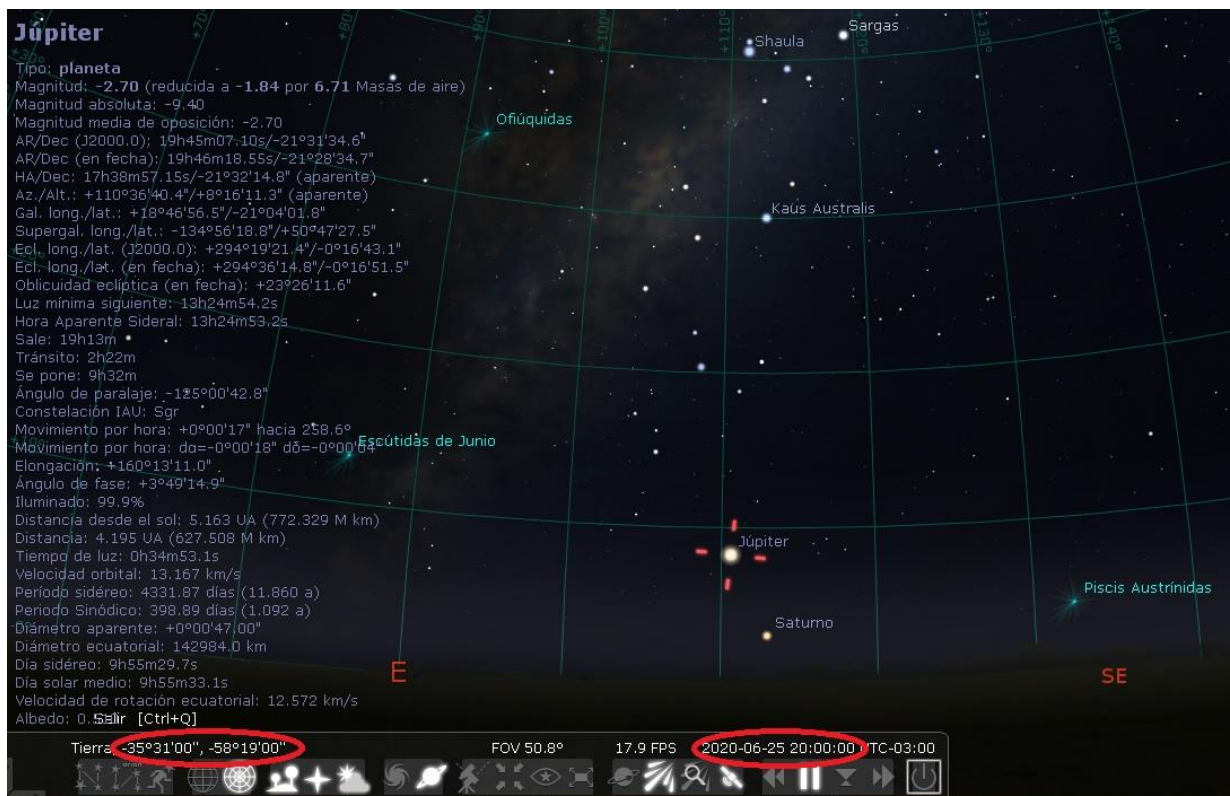 Júpiter
Tipo: planeta
Magnitud: -2.70 (reducida a -1.84 por 6.71 Masas de aire)
Magnitud absoluta: -9.40
Magnitud media de oposición: -2.70
AR/Dec (J2000.0): 19h45m07.10s/-21°31'34.6"
AR/Dec (en fecha): 19h46m18.55s/-21°28'34.7"
HA/Dec: 17h38m57.15s/-21°32'14.8" (aparente)
Az./Alt.: +110°36'40.4"/+8°16'11.3" (aparente)
Gal. long./lat.: +18°46'56.5"/-21°04'01.8"
Supergal. long./lat.: -134°56'18.8"/+50°47'27.5"
Ecl. long./lat. (J2000.0): +294°19'21.4"/-0°16'43.1"
Ecl. long./lat. (en fecha): +294°36'14.8"/-0°16'51.5"
Oblicuidad eclíptica (en fecha): +23°26'11.6"
Luz mínima siguiente: 13h24m54.2s
Hora Aparente Sideral: 13h24m53.2s
Sale: 19h13m
Tránsito: 2h22m
Se pone: 9h32m
Ángulo de paralaje: -125°00'42.8"
Constelación IAU: Sgr
Movimiento por hora: +0°00'17" hacia 258.6°
Movimiento por hora: dα=-0°00'18" dδ=-0°00'04"
Elongación: +160°13'11.0"
Ángulo de fase: +3°49'14.9"
Iluminado: 99.9%
Distancia desde el sol: 5.163 UA (772.329 M km)
Distancia: 4.195 UA (627.508 M km)
Tiempo de luz: 0h34m53.1s
Velocidad orbital: 13.167 km/s
Período sidéreo: 4331.87 días (11.860 a)
Periodo Sinódico: 398.89 días (1.092 a)
Diámetro aparente: +0°00'47.00"
Diámetro ecuatorial: 142984.0 km
Día sidéreo: 9h55m29.7s
Día solar medio: 9h55m33.1s
Velocidad de rotación ecuatorial: 12.572 km/s
Albedo: 0.5
Salir [Ctrl+Q]
+70°
+80°
+90°
+100°
+110°
+130°
+140°
+10°
Sargas
Shaula
Ofiúquidas
Kaus Australis
Escútidas de Junio
Júpiter
Piscis Austrínidas
Saturno
E
SE
Tierra, -35°31'00", -58°19'00"
FOV 50.8°
17.9 FPS
2020-06-25 20:00:00 UTC-03:00